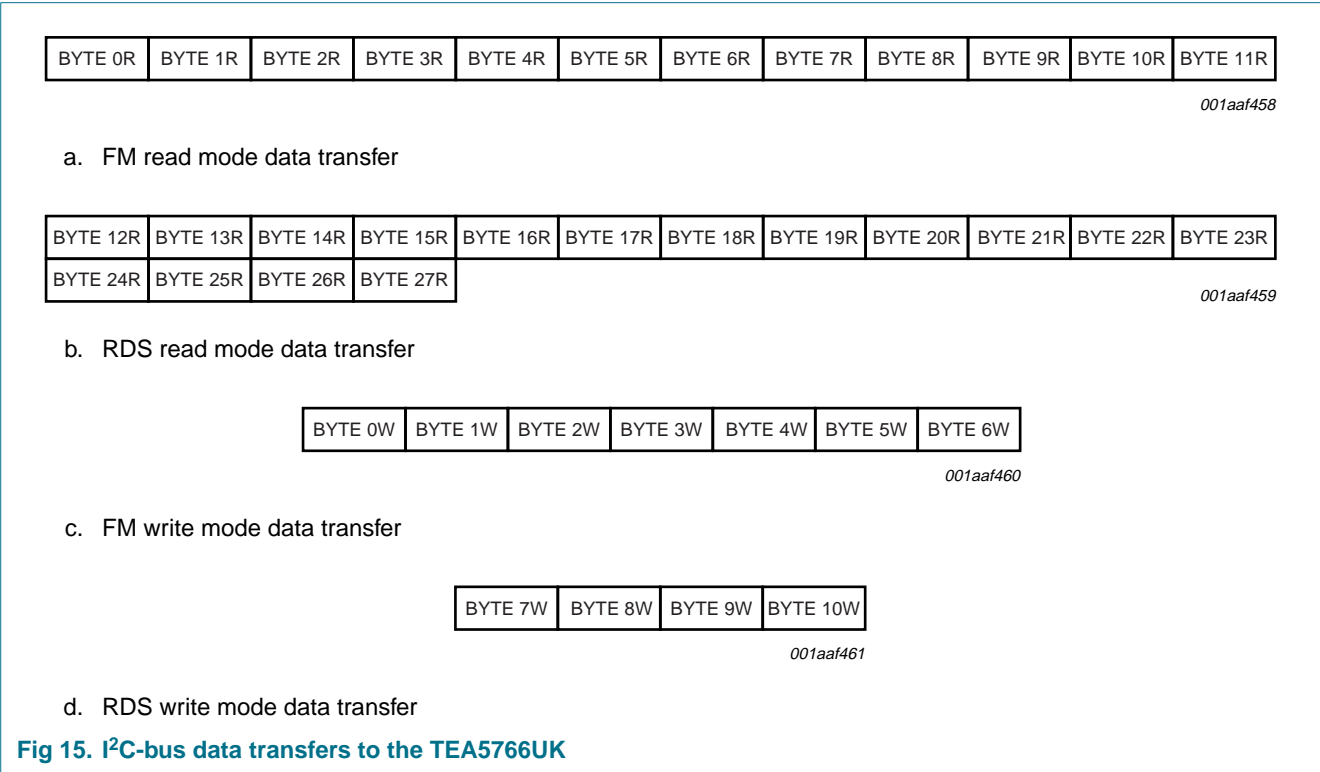 BYTE 0R BYTE 1R BYTE 2R BYTE 3R BYTE 4R BYTE 5R BYTE 6R BYTE 7R BYTE 8R BYTE 9R BYTE 10R BYTE 11R
001aaf458
a. FM read mode data transfer
BYTE 12R BYTE 13R BYTE 14R BYTE 15R BYTE 16R BYTE 17R BYTE 18R BYTE 19R BYTE 20R BYTE 21R BYTE 22R BYTE 23R
BYTE 24R BYTE 25R BYTE 26R BYTE 27R
001aaf459
b. RDS read mode data transfer
BYTE 0W BYTE 1W BYTE 2W BYTE 3W BYTE 4W BYTE 5W BYTE 6W
001aaf460
c. FM write mode data transfer
BYTE 7W BYTE 8W BYTE 9W BYTE 10W
001aaf461
d. RDS write mode data transfer
Fig 15. I²C-bus data transfers to the TEA5766UK